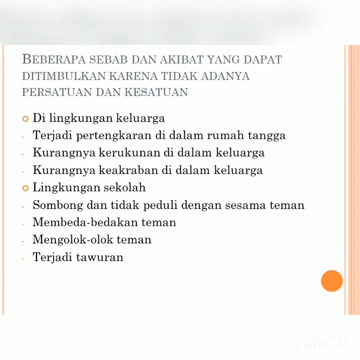 BEBERAPA SEBAB DAN AKIBAT YANG DAPAT
DITIMBULKAN KARENA TIDAK ADANYA
PERSATUAN DAN KESATUAN
Di lingkungan keluarga
- Terjadi pertengkaran di dalam rumah tangga
- Kurangnya kerukunan di dalam keluarga
- Kurangnya keakraban di dalam keluarga
Lingkungan sekolah
- Sombong dan tidak peduli dengan sesama teman
- Membeda-bedakan teman
- Mengolok-olok teman
- Terjadi tawuran